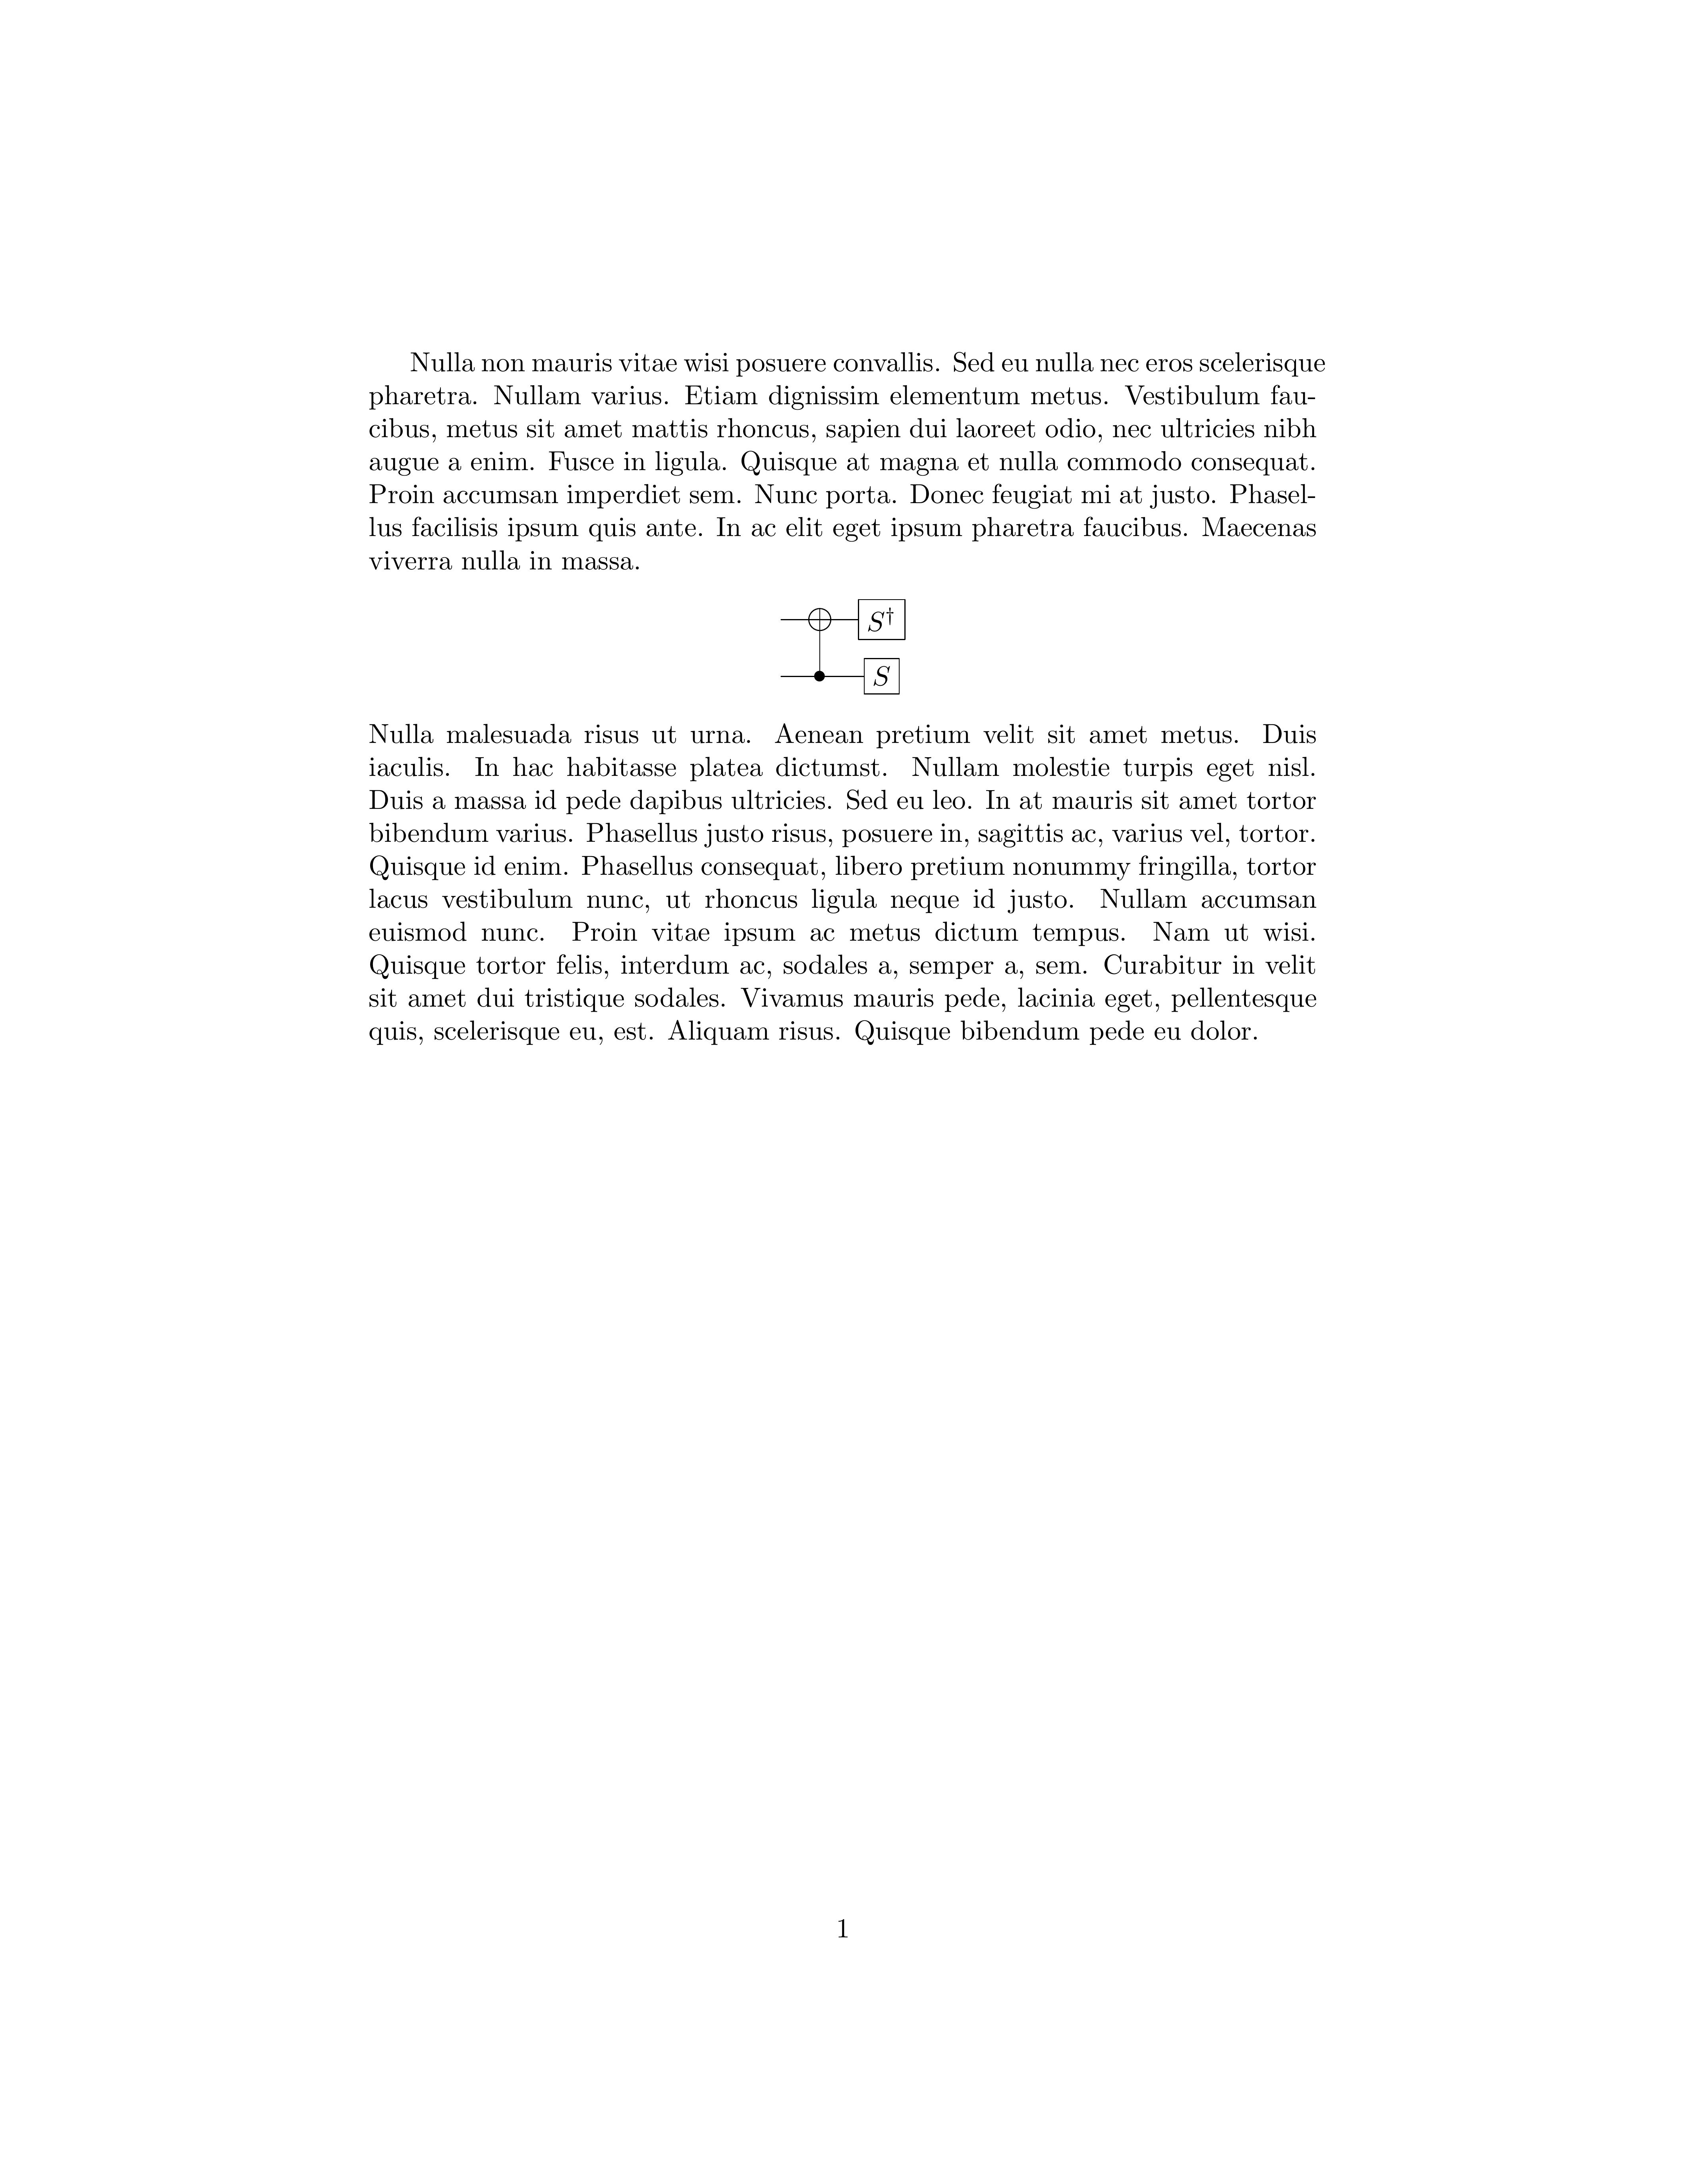 Nulla non mauris vitae wisi posuere convallis. Sed eu nulla nec eros scelerisque
pharetra. Nullam varius. Etiam dignissim elementum metus. Vestibulum fau-
cibus, metus sit amet mattis rhoncus, sapien dui laoreet odio, nec ultricies nibh
augue a enim. Fusce in ligula. Quisque at magna et nulla commodo consequat.
Proin accumsan imperdiet sem. Nunc porta. Donec feugiat mi at justo. Phasel-
lus facilisis ipsum quis ante. In ac elit eget ipsum pharetra faucibus. Maecenas
viverra nulla in massa.
S†
S
Nulla malesuada risus ut urna. Aenean pretium velit sit amet metus. Duis
iaculis. In hac habitasse platea dictumst. Nullam molestie turpis eget nisl.
Duis a massa id pede dapibus ultricies. Sed eu leo. In at mauris sit amet tortor
bibendum varius. Phasellus justo risus, posuere in, sagittis ac, varius vel, tortor.
Quisque id enim. Phasellus consequat, libero pretium nonummy fringilla, tortor
lacus vestibulum nunc, ut rhoncus ligula neque id justo. Nullam accumsan
euismod nunc. Proin vitae ipsum ac metus dictum tempus. Nam ut wisi.
Quisque tortor felis, interdum ac, sodales a, semper a, sem. Curabitur in velit
sit amet dui tristique sodales. Vivamus mauris pede, lacinia eget, pellentesque
quis, scelerisque eu, est. Aliquam risus. Quisque bibendum pede eu dolor.
1